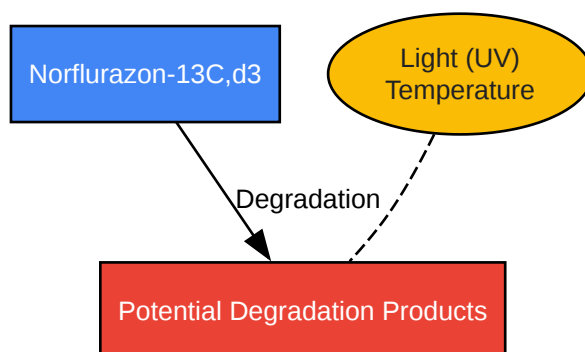 Norflurazon-13C,d3
Light (UV)
Temperature
Degradation
Potential Degradation Products